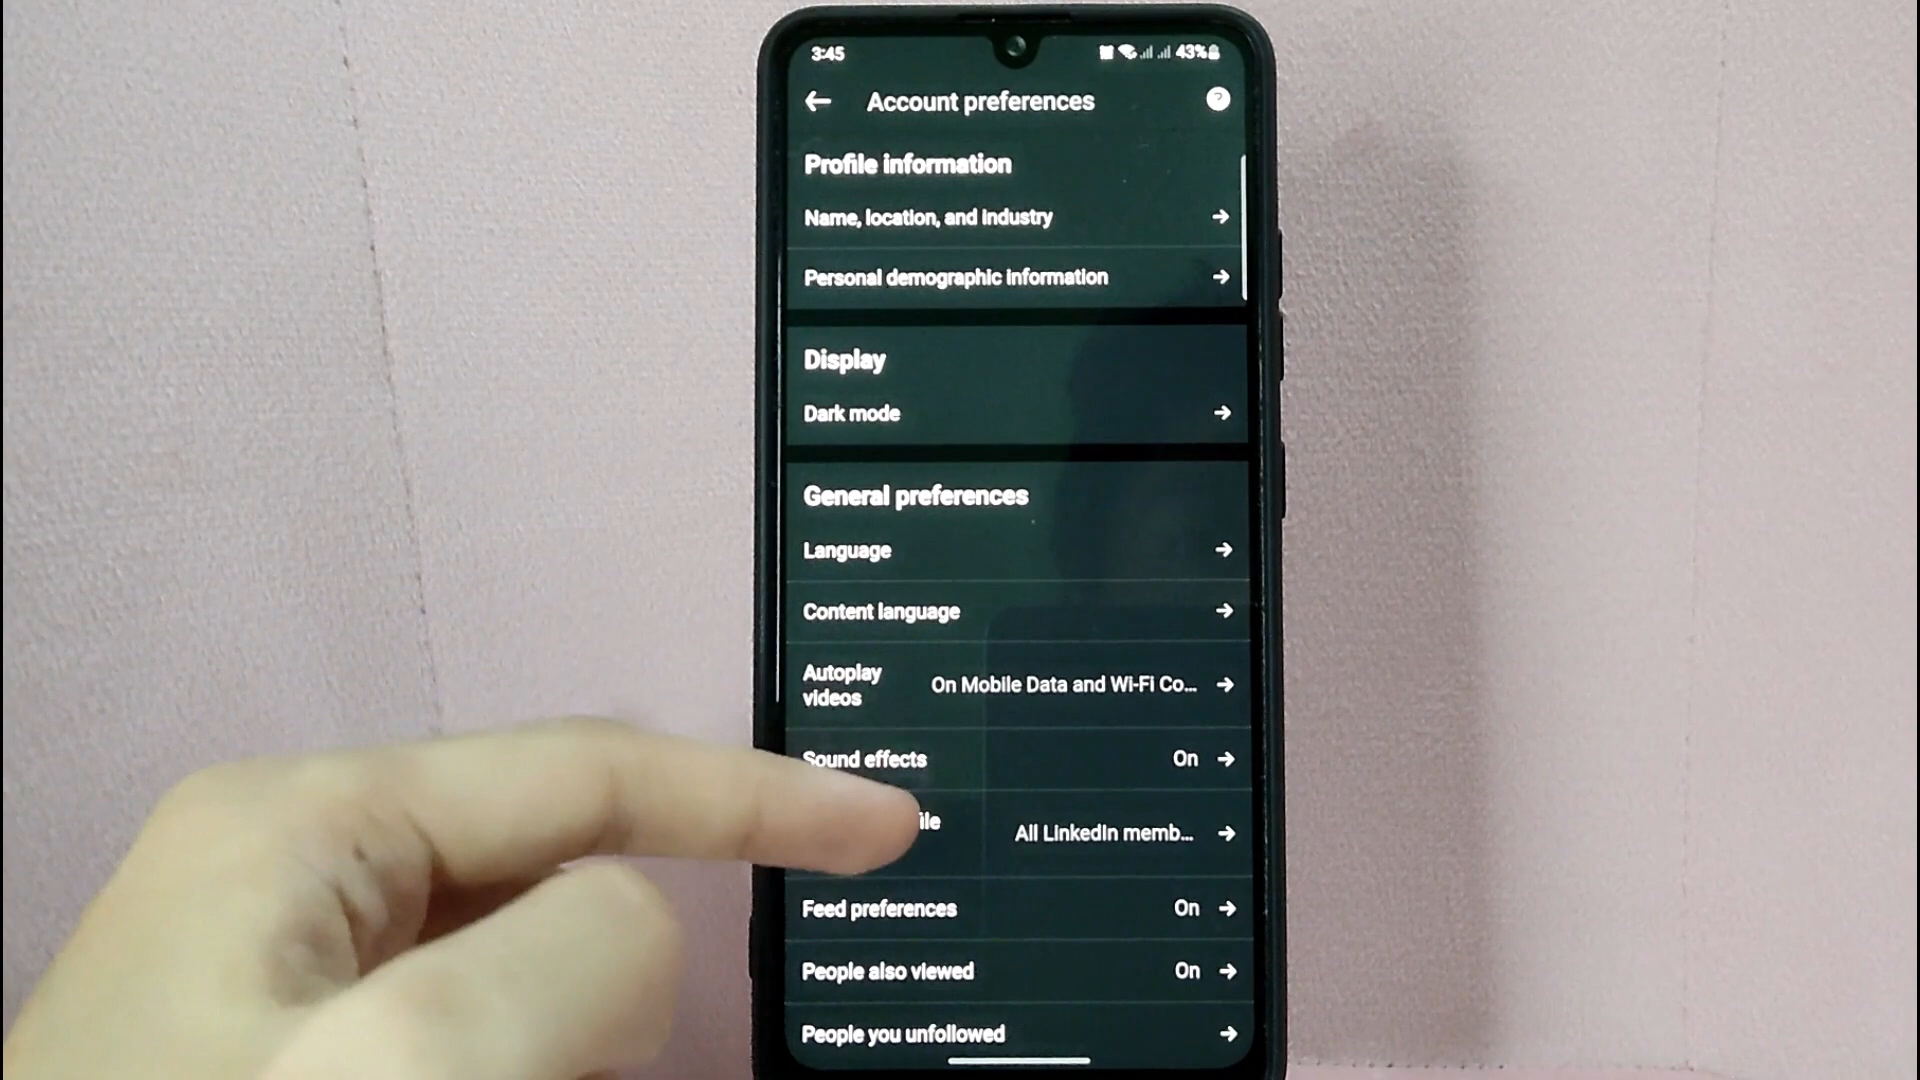 3:45
43%
Account preferences
?
Profile information
Name, location, and industry
Personal demographic information
Display
Dark mode
General preferences
Language
Content language
Autoplay videos On Mobile Data and Wi-Fi Co...
Sound effects On
All LinkedIn memb...
Feed preferences On
People also viewed On
People you unfollowed